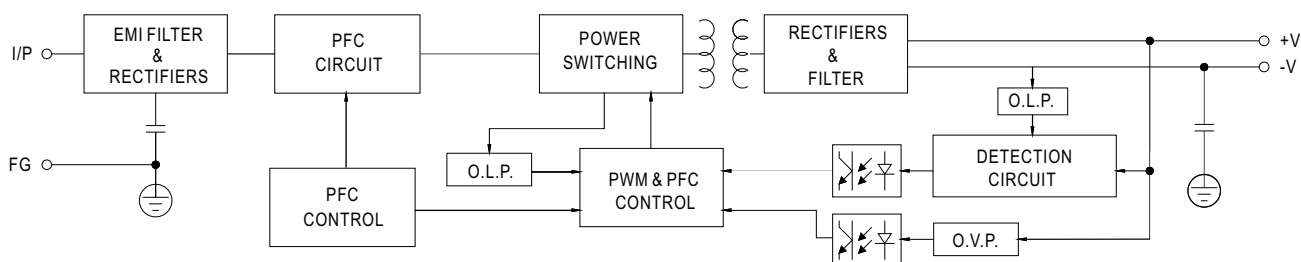 I/P
EMI FILTER
&
RECTIFIERS
PFC
CIRCUIT
POWER
SWITCHING
RECTIFIERS
&
FILTER
+V
-V
O.L.P.
FG
O.L.P.
PFC
CONTROL
PWM & PFC
CONTROL
DETECTION
CIRCUIT
O.V.P.